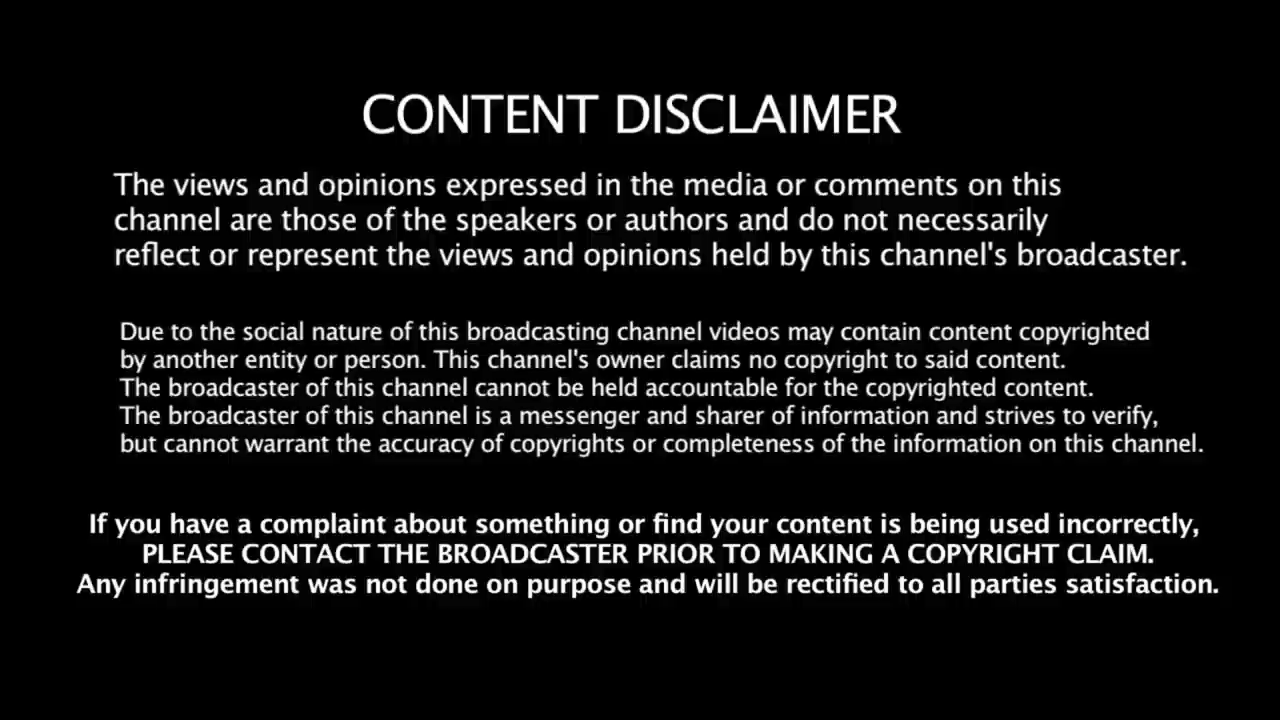 CONTENT DISCLAIMER
The views and opinions expressed in the media or comments on this
channel are those of the speakers or authors and do not necessarily
reflect or represent the views and opinions held by this channel's broadcaster.
Due to the social nature of this broadcasting channel videos may contain content copyrighted
by another entity or person. This channel's owner claims no copyright to said content.
The broadcaster of this channel cannot be held accountable for the copyrighted content.
The broadcaster of this channel is a messenger and sharer of information and strives to verify,
but cannot warrant the accuracy of copyrights or completeness of the information on this channel.
If you have a complaint about something or find your content is being used incorrectly,
PLEASE CONTACT THE BROADCASTER PRIOR TO MAKING A COPYRIGHT CLAIM.
Any infringement was not done on purpose and will be rectified to all parties satisfaction.